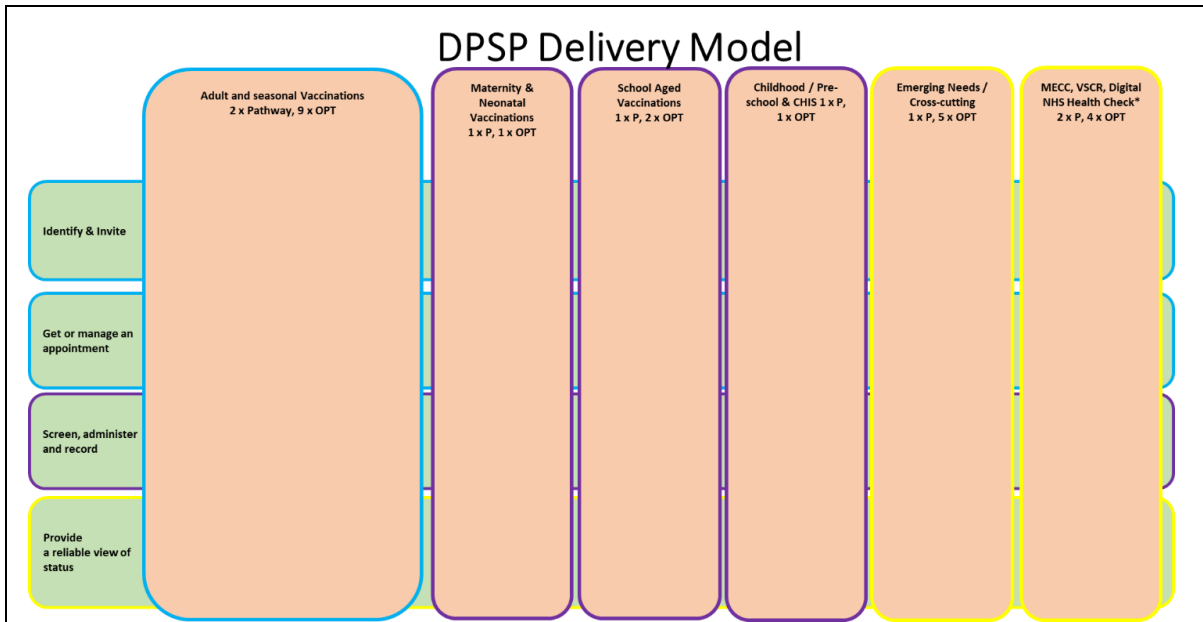 DPSP Delivery Model
Adult and seasonal Vaccinations
2 x Pathway, 9 x OPT
Maternity &
Neonatal
Vaccinations
1 x P, 1 x OPT
School Aged
Vaccinations
1 x P, 2 x OPT
Childhood / Pre-
school & CHIS 1 x P,
1 x OPT
Emerging Needs /
Cross-cutting
1 x P, 5 x OPT
MECC, VSCR, Digital
NHS Health Check*
2 x P, 4 x OPT
Identify & Invite
Get or manage an
appointment
Screen, administer
and record
Provide
a reliable view of
status